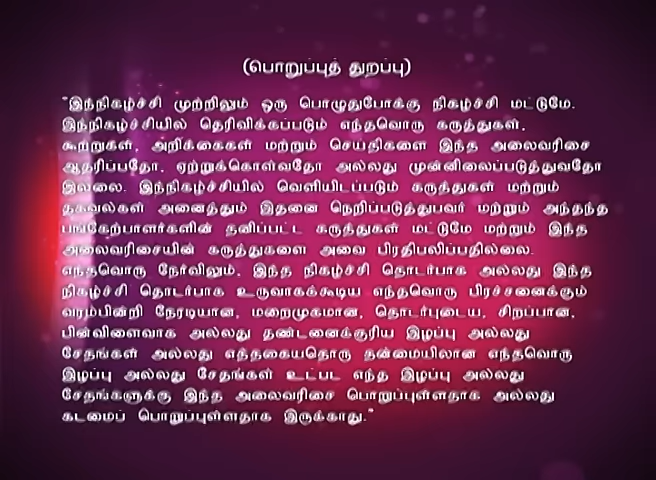 (பொறுப்புத் துறப்பு)
"இந்நிகழ்ச்சி முற்றிலும் ஒரு பொழுதுபோக்கு நிகழ்ச்சி மட்டுமே.
இந்நிகழ்ச்சியில் தெரிவிக்கப்படும் எந்தவொரு கருத்துகள்,
கூற்றுகள், அறிக்கைகள் மற்றும் செய்திகளை இந்த அலைவரிசை
ஆதரிப்பதோ, ஏற்றுக்கொள்வதோ அல்லது முன்னிலைப்படுத்துவதோ
இல்லை. இந்நிகழ்ச்சியில் வெளியிடப்படும் கருத்துகள் மற்றும்
தகவல்கள் அனைத்தும் இதனை நெறிப்படுத்துபவர் மற்றும் அந்தந்த
பங்கேற்பாளர்களின் தனிப்பட்ட கருத்துகள் மட்டுமே மற்றும் இந்த
அலைவரிசையின் கருத்துகளை அவை பிரதிபலிப்பதில்லை.
எந்தவொரு நேர்விலும், இந்த நிகழ்ச்சி தொடர்பாக அல்லது இந்த
நிகழ்ச்சி தொடர்பாக உருவாகக்கூடிய எந்தவொரு பிரச்சனைக்கும்
வரம்பின்றி நேரடியான, மறைமுகமான, தொடர்புடைய, சிறப்பான,
பின்விளைவாக அல்லது தண்டனைக்குரிய இழப்பு அல்லது
சேதங்கள் அல்லது எத்தகையதொரு தன்மையிலான எந்தவொரு
இழப்பு அல்லது சேதங்கள் உட்பட எந்த இழப்பு அல்லது
சேதங்களுக்கு இந்த அலைவரிசை பொறுப்புள்ளதாக அல்லது
கடமைப் பொறுப்புள்ளதாக இருக்காது."